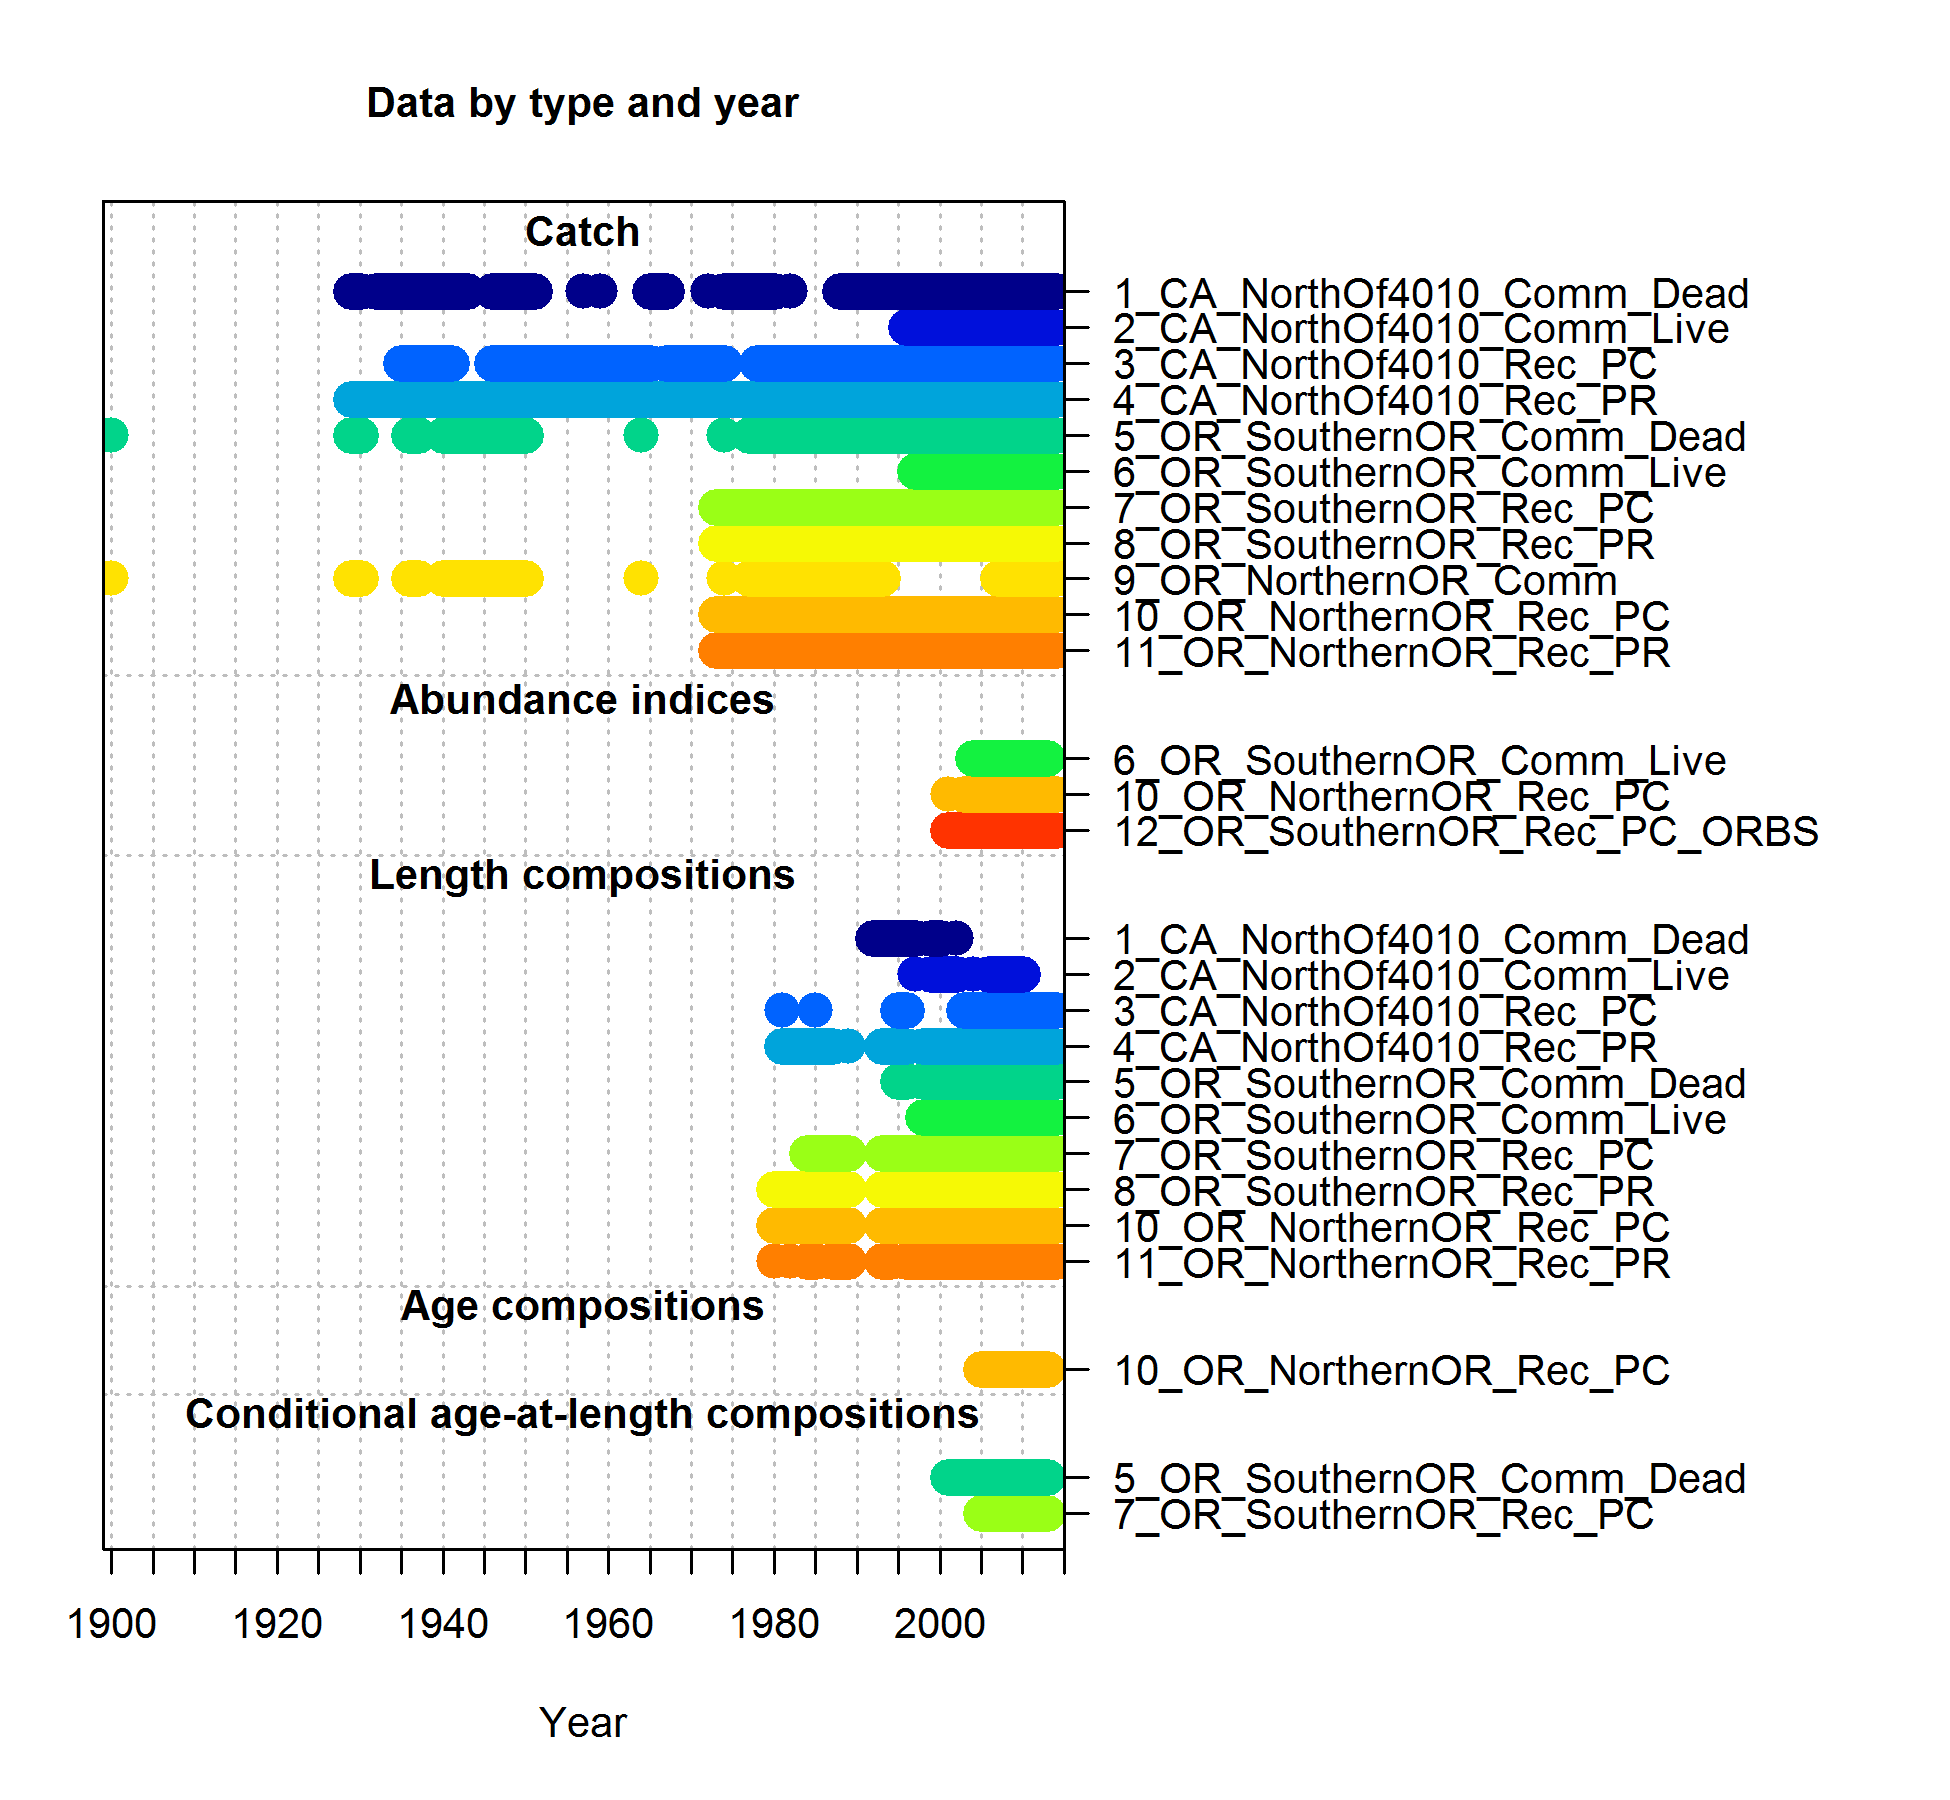 Data by type and year
Catch
1_CA_NorthOf4010_Comm_Dead
2_CA_NorthOf4010_Comm_Live
3_CA_NorthOf4010_Rec_PC
4_CA_NorthOf4010_Rec_PR
5_OR_SouthernOR_Comm_Dead
6_OR_SouthernOR_Comm_Live
7_OR_SouthernOR_Rec_PC
8_OR_SouthernOR_Rec_PR
9_OR_NorthernOR_Comm
10_OR_NorthernOR_Rec_PC
11_OR_NorthernOR_Rec_PR
Abundance indices
6_OR_SouthernOR_Comm_Live
10_OR_NorthernOR_Rec_PC
12_OR_SouthernOR_Rec_PC_ORBS
Length compositions
1_CA_NorthOf4010_Comm_Dead
2_CA_NorthOf4010_Comm_Live
3_CA_NorthOf4010_Rec_PC
4_CA_NorthOf4010_Rec_PR
5_OR_SouthernOR_Comm_Dead
6_OR_SouthernOR_Comm_Live
7_OR_SouthernOR_Rec_PC
8_OR_SouthernOR_Rec_PR
10_OR_NorthernOR_Rec_PC
11_OR_NorthernOR_Rec_PR
Age compositions
10_OR_NorthernOR_Rec_PC
Conditional age-at-length compositions
5_OR_SouthernOR_Comm_Dead
7_OR_SouthernOR_Rec_PC
1900 1920 1940 1960 1980 2000
Year